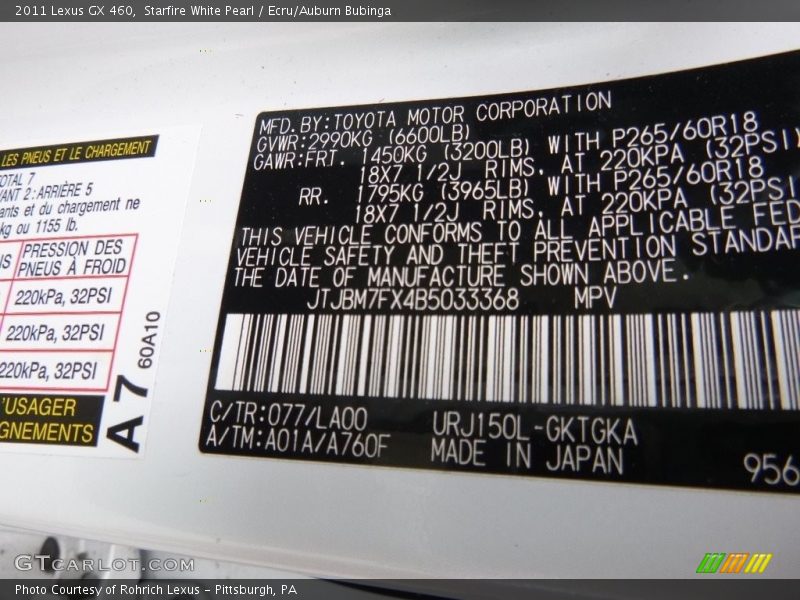 2011 Lexus GX 460, Starfire White Pearl / Ecru/Auburn Bubinga
LES PNEUS ET LE CHARGEMENT
TOTAL 7
2: ARRIÈRE 5
et du chargement ne
kg ou 1155 lb.
PRESSION DES
PNEUS À FROID
220kPa, 32PSI
220kPa, 32PSI
220kPa, 32PSI
'USAGER
A 7 60A10
MFD. BY: TOYOTA MOTOR CORPORATION
GVWR: 2990KG (6600LB)
GAWR: FRT. 1450KG (3200LB) WITH P265/60R18
18X7 1/2J RIMS, AT 220KPA (32PSI)
RR. 1795KG (3965LB) WITH P265/60R18
18X7 1/2J RIMS, AT 220KPA (32PSI
THIS VEHICLE CONFORMS TO ALL APPLICABLE FED
VEHICLE SAFETY AND THEFT PREVENTION STANDAR
THE DATE OF MANUFACTURE SHOWN ABOVE.
JTJBM7FX4B5033368 MPV
C/TR: 077/LA00 URJ150L-GKTGKA
A/TM: A01A/A760F MADE IN JAPAN
956
GTCarLot.com
Photo Courtesy of Rohrich Lexus - Pittsburgh, PA